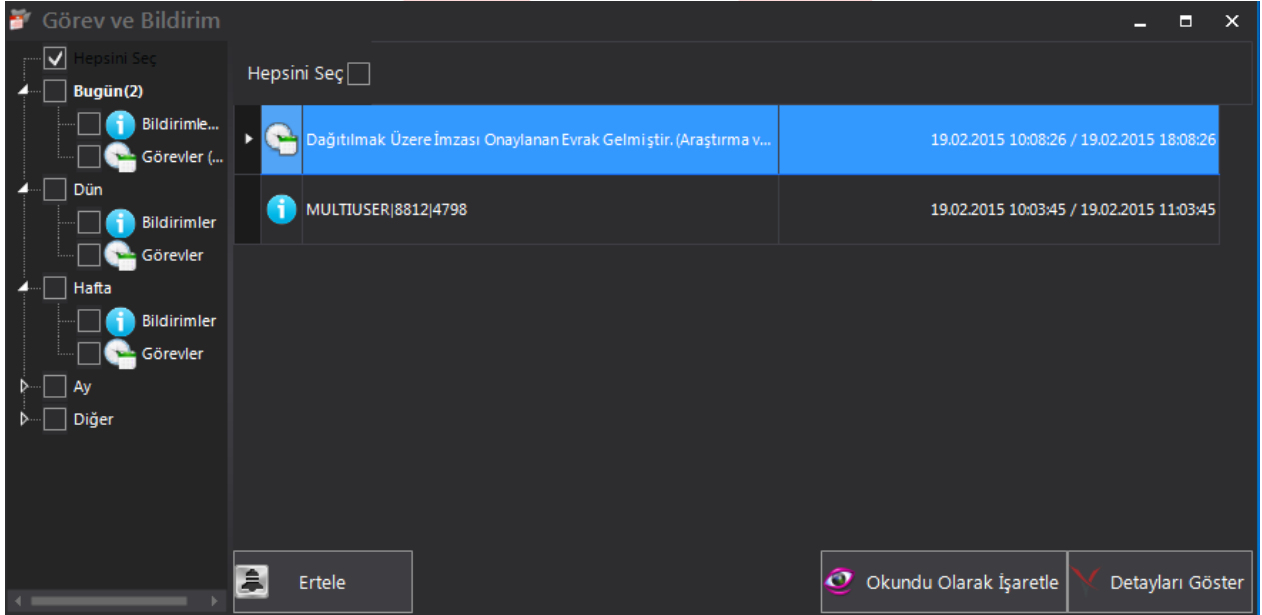 Görev ve Bildirim
Hepsini Seç
Bugün(2)
Bildirimle...
Görevler (...
Dün
Bildirimler
Görevler
Hafta
Bildirimler
Görevler
Ay
Diğer
Hepsini Seç
Dağıtılmak Üzere İmzası Onaylanan Evrak Gelmiştir. (Araştırma v... 19.02.2015 10:08:26 / 19.02.2015 18:08:26
MULTIUSER|8812|4798 19.02.2015 10:03:45 / 19.02.2015 11:03:45
Ertele Okundu Olarak İşaretle Detayları Göster